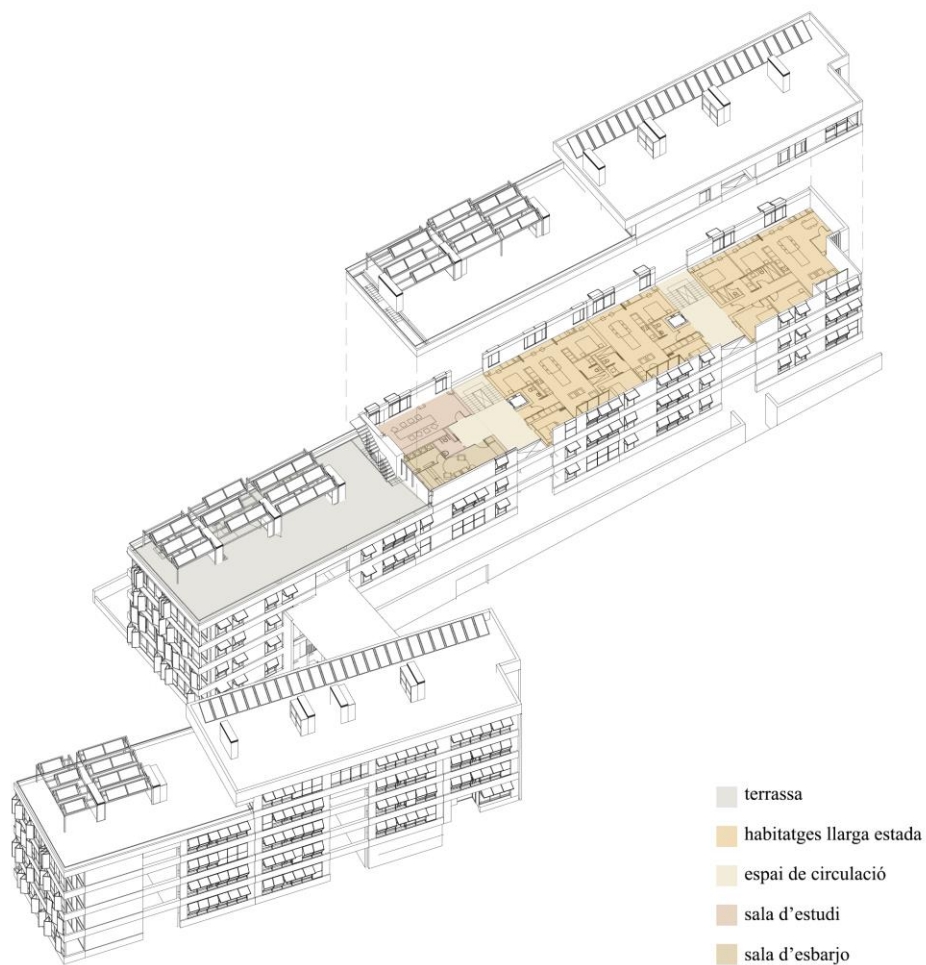 terrassa
habitatges llarga estada
espai de circulació
sala d'estudi
sala d'esbarjo